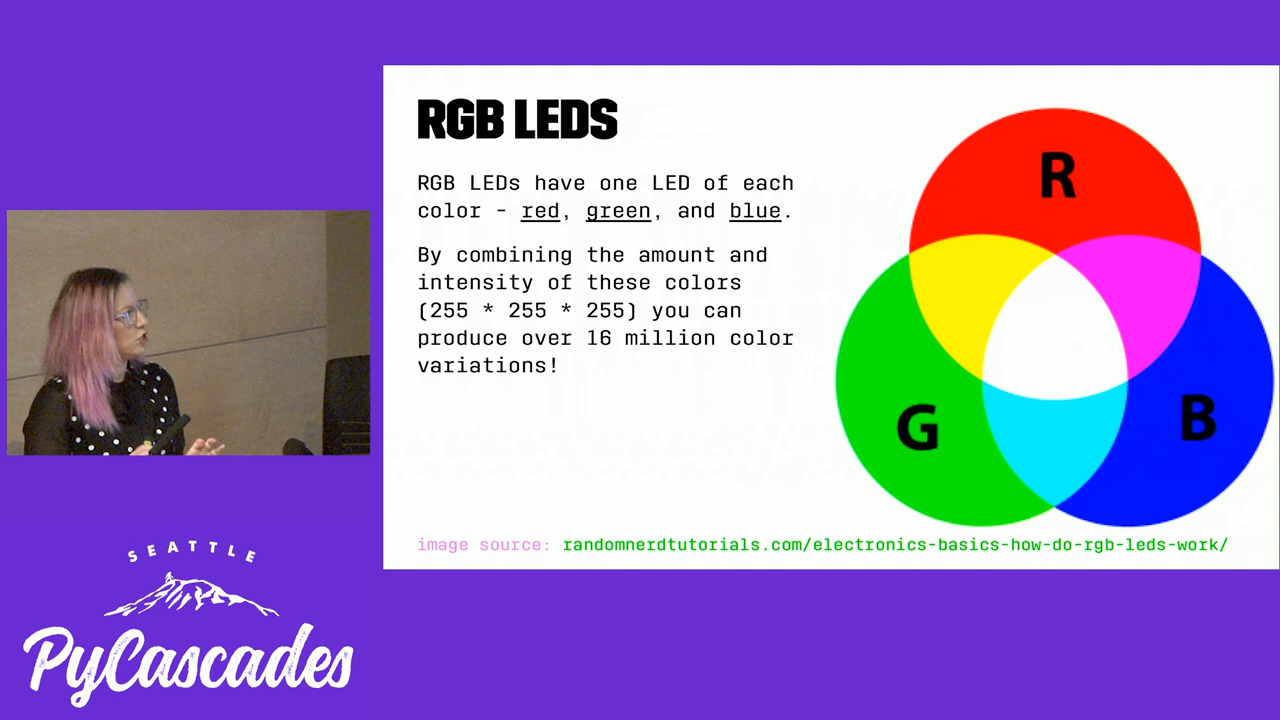 RGB LEDS
RGB LEDs have one LED of each
color - red, green, and blue.
By combining the amount and
intensity of these colors
(255 * 255 * 255) you can
produce over 16 million color
variations!
R
G
B
image source: randomnerdtutorials.com/electronics-basics-how-do-rgb-leds-work/
SEATTLE
PyCascades